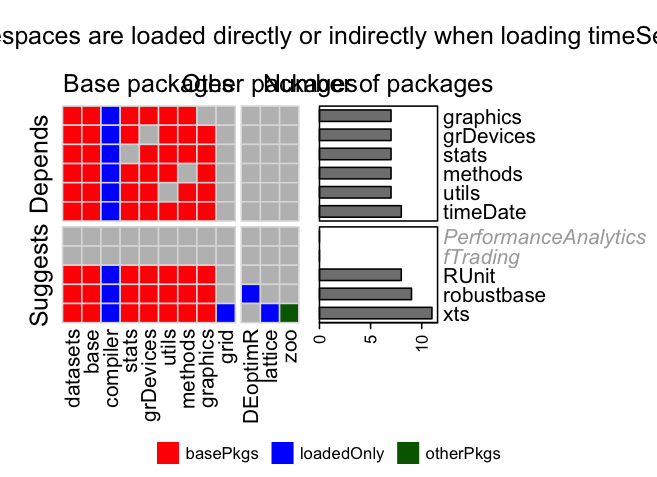 espaces are loaded directly or indirectly when loading timeSe
Base packages
Other packages
Number of packages
Depends
Suggests
graphics
grDevices
stats
methods
utils
timeDate
PerformanceAnalytics
fTrading
RUnit
robustbase
xts
datasets
base
compiler
stats
grDevices
utils
methods
graphics
grid
DEoptimR
lattice
zoo
0
5
10
basePkgs
loadedOnly
otherPkgs